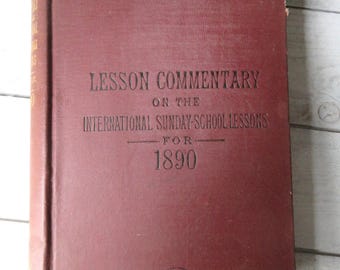 LESSON COMMENTARY
ON THE
INTERNATIONAL SUNDAY-SCHOOL LESSONS
FOR
1890